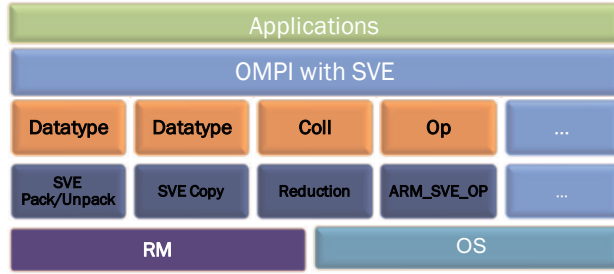 Applications
OMPI with SVE
Datatype Datatype Coll Op ...
SVE
Pack/Unpack SVE Copy Reduction ARM_SVE_OP ...
RM OS